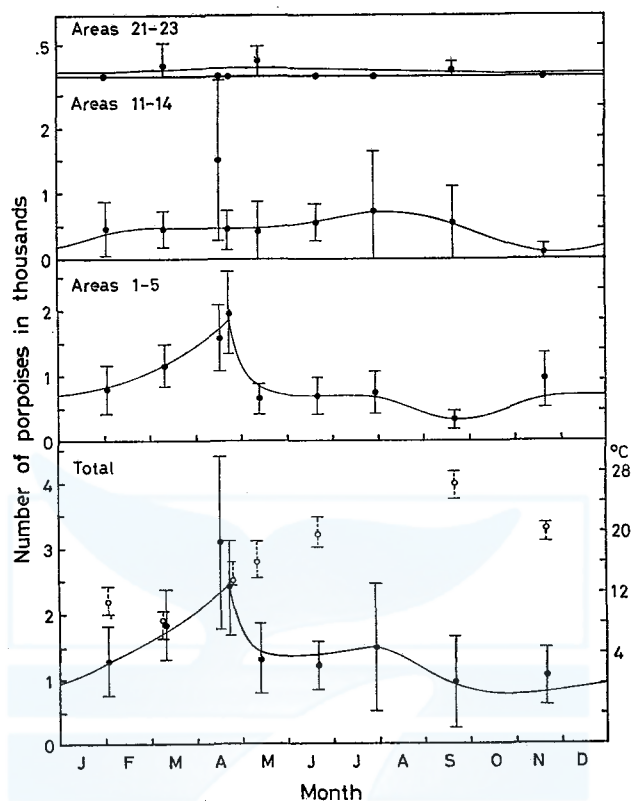 Areas 21-23
.5
Areas 11-14
2
1
0
Areas 1-5
2
1
0
Total
°C
4
28
3
20
2
12
1
4
0
J F M A M J J A S O N D
Month
Number of porpoises in thousands